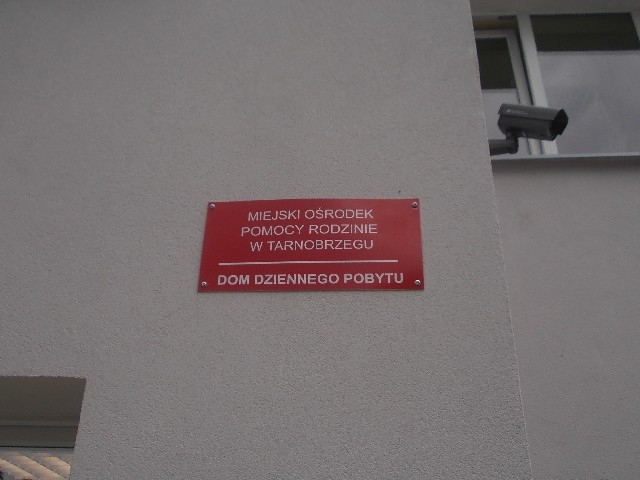 MIEJSKI OŚRODEK
POMOCY RODZINIE
W TARNOBRZEGU
DOM DZIENNEGO POBYTU